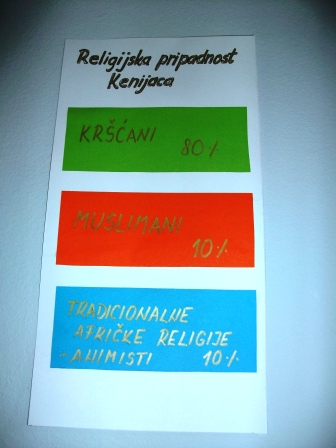 Religijska pripadnost
Kenijaca
KRŠĆANI
80%
MUSLIMANI
10%
TRADICIONALNE
AFRIČKE RELIGIJE
-ANIMISTI 10%